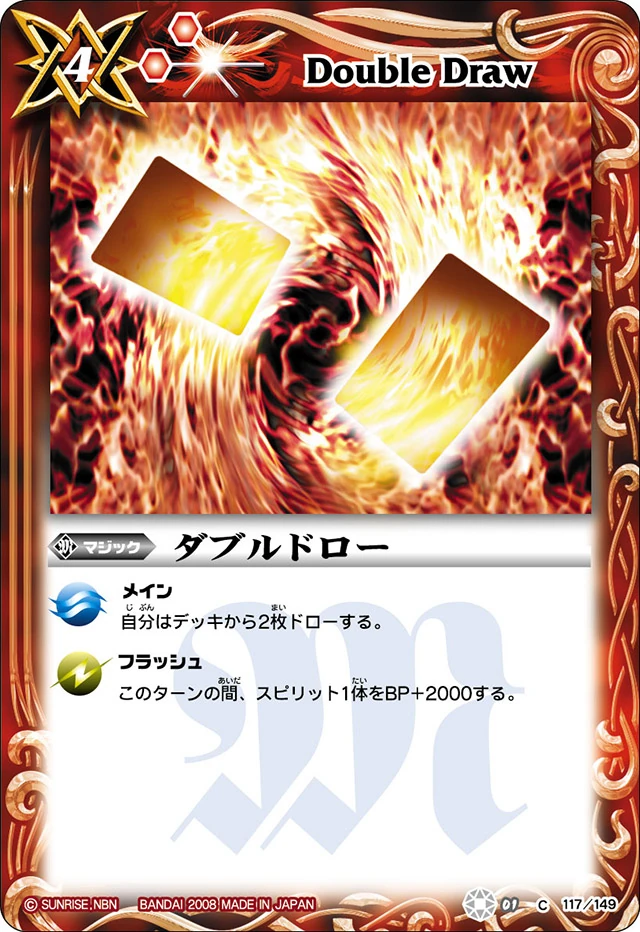 4
Double Draw
マジック
ダブルドロー
メイン
自分はデッキから2枚ドローする。
フラッシュ
このターンの間、スピリット1体をBP+2000する。
©SUNRISE.NBN BANDAI 2008 MADE IN JAPAN
01 C 117/149